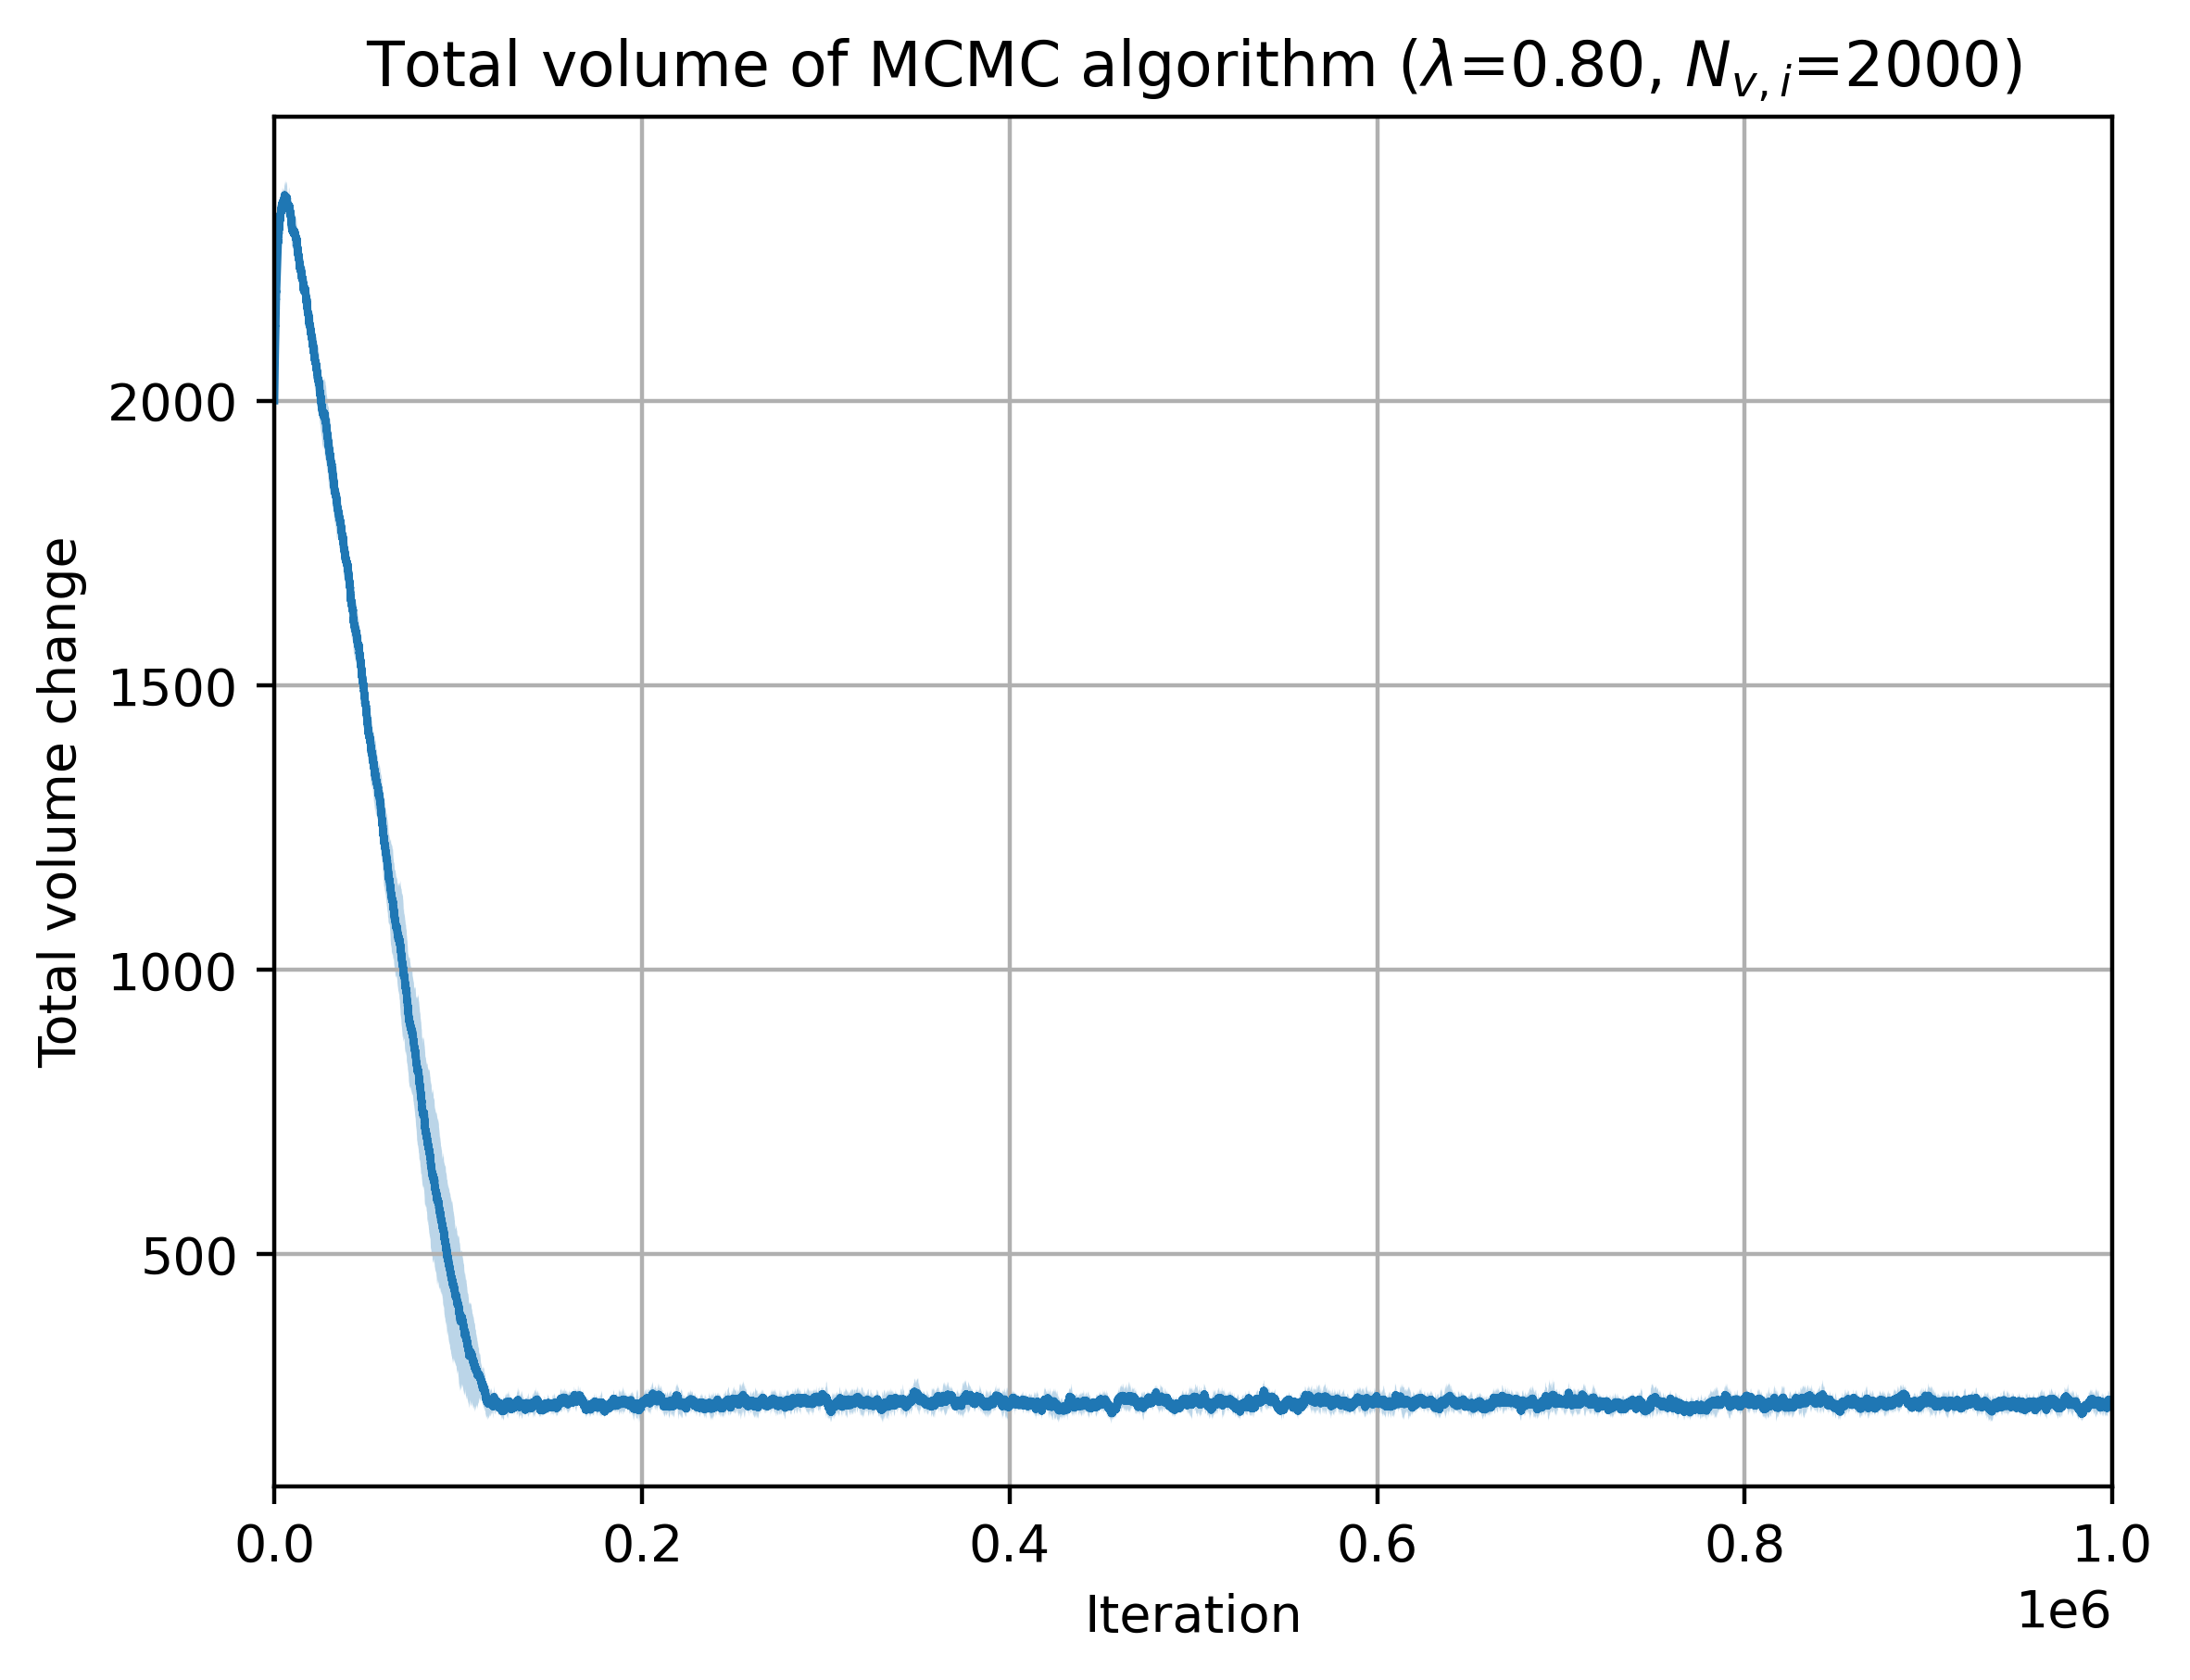 Total volume of MCMC algorithm (λ=0.80, N_{v,i}=2000)
Total volume change
2000
1500
1000
500
0.0 0.2 0.4 0.6 0.8 1.0
Iteration
1e6